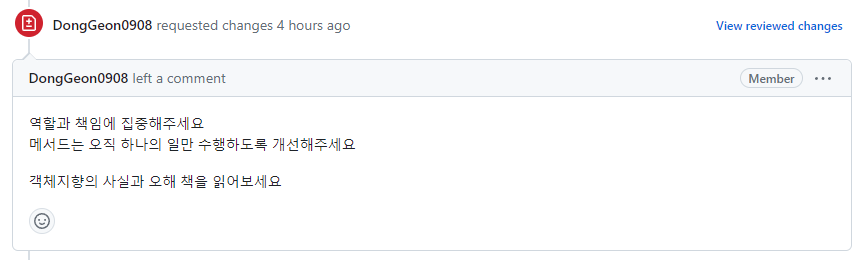 DongGeon0908 requested changes 4 hours ago
View reviewed changes
DongGeon0908 left a comment
Member
역할과 책임에 집중해주세요
메서드는 오직 하나의 일만 수행하도록 개선해주세요
객체지향의 사실과 오해 책을 읽어보세요